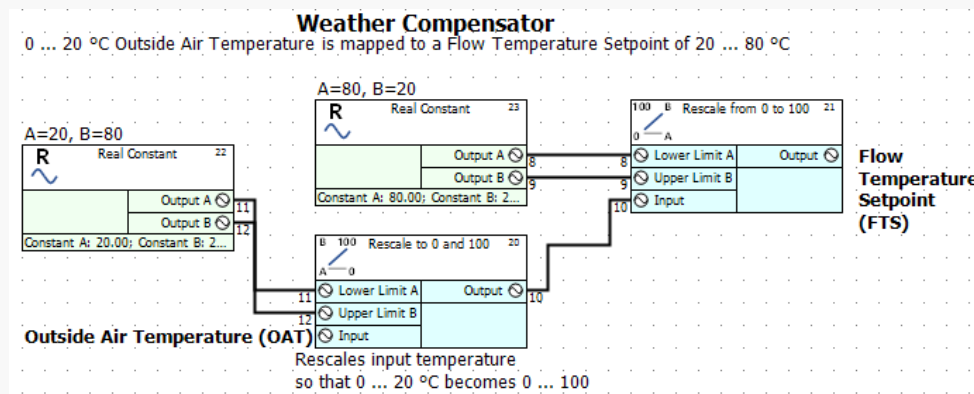 Weather Compensator
0 ... 20 ºC Outside Air Temperature is mapped to a Flow Temperature Setpoint of 20 ... 80 ºC
A=80, B=20
R Real Constant 23
Output A 8
Output B 9
Constant A: 80.00; Constant B: 2...
100 B Rescale from 0 to 100 21
0 A
8 Lower Limit A Output
9 Upper Limit B
10 Input
Flow
Temperature
Setpoint
(FTS)
A=20, B=80
R Real Constant 22
Output A 11
Output B 12
Constant A: 20.00; Constant B: 2...
B 100 Rescale to 0 and 100 20
A 0
11 Lower Limit A Output 10
12 Upper Limit B
Outside Air Temperature (OAT) Input
Rescales input temperature
so that 0 ... 20 ºC becomes 0 ... 100